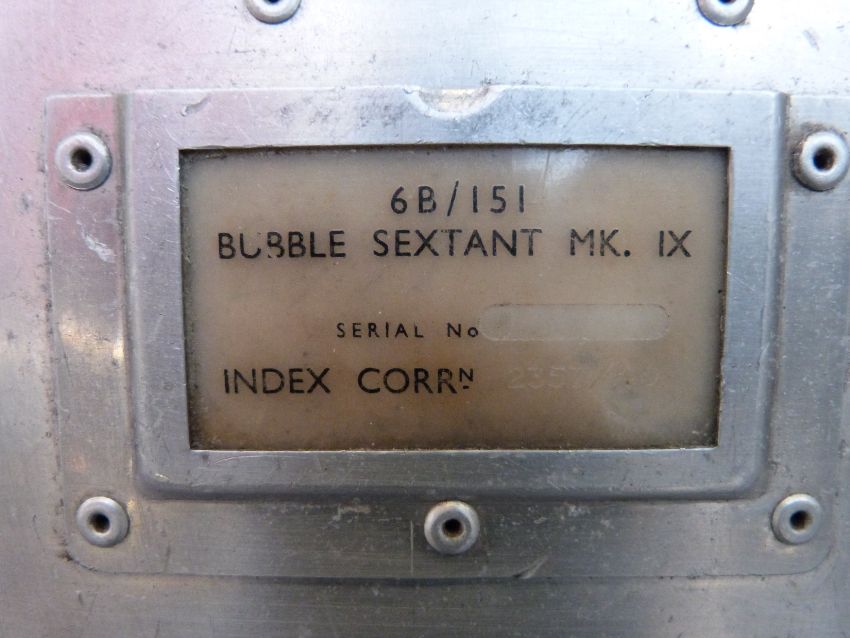 6B/151
BUBBLE SEXTANT MK. IX
SERIAL No
INDEX CORRN